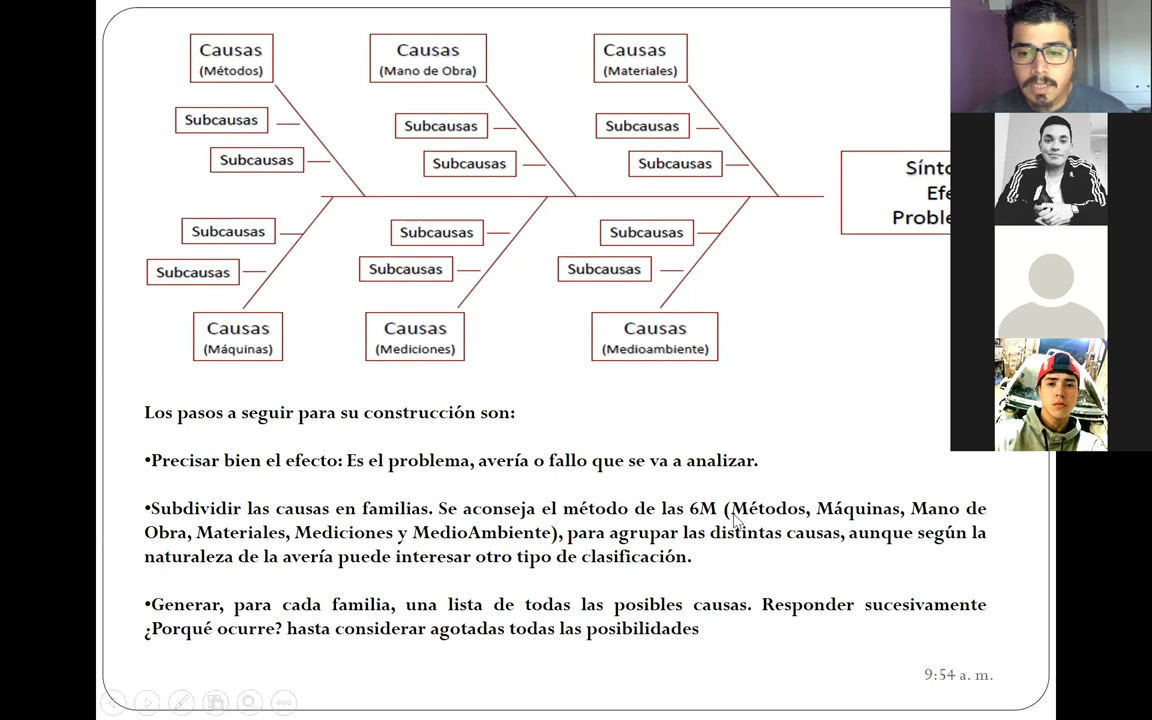 Causas
(Métodos)
Causas
(Mano de Obra)
Causas
(Materiales)
Subcausas
Subcausas
Subcausas
Subcausas
Subcausas
Subcausas
Subcausas
Subcausas
Subcausas
Subcausas
Subcausas
Subcausas
Causas
(Máquinas)
Causas
(Mediciones)
Causas
(Medioambiente)
Los pasos a seguir para su construcción son:
•Precisar bien el efecto: Es el problema, avería o fallo que se va a analizar.
•Subdividir las causas en familias. Se aconseja el método de las 6M (Métodos, Máquinas, Mano de
Obra, Materiales, Mediciones y MedioAmbiente), para agrupar las distintas causas, aunque según la
naturaleza de la avería puede interesar otro tipo de clasificación.
•Generar, para cada familia, una lista de todas las posibles causas. Responder sucesivamente
¿Porqué ocurre? hasta considerar agotadas todas las posibilidades
9:54 a. m.